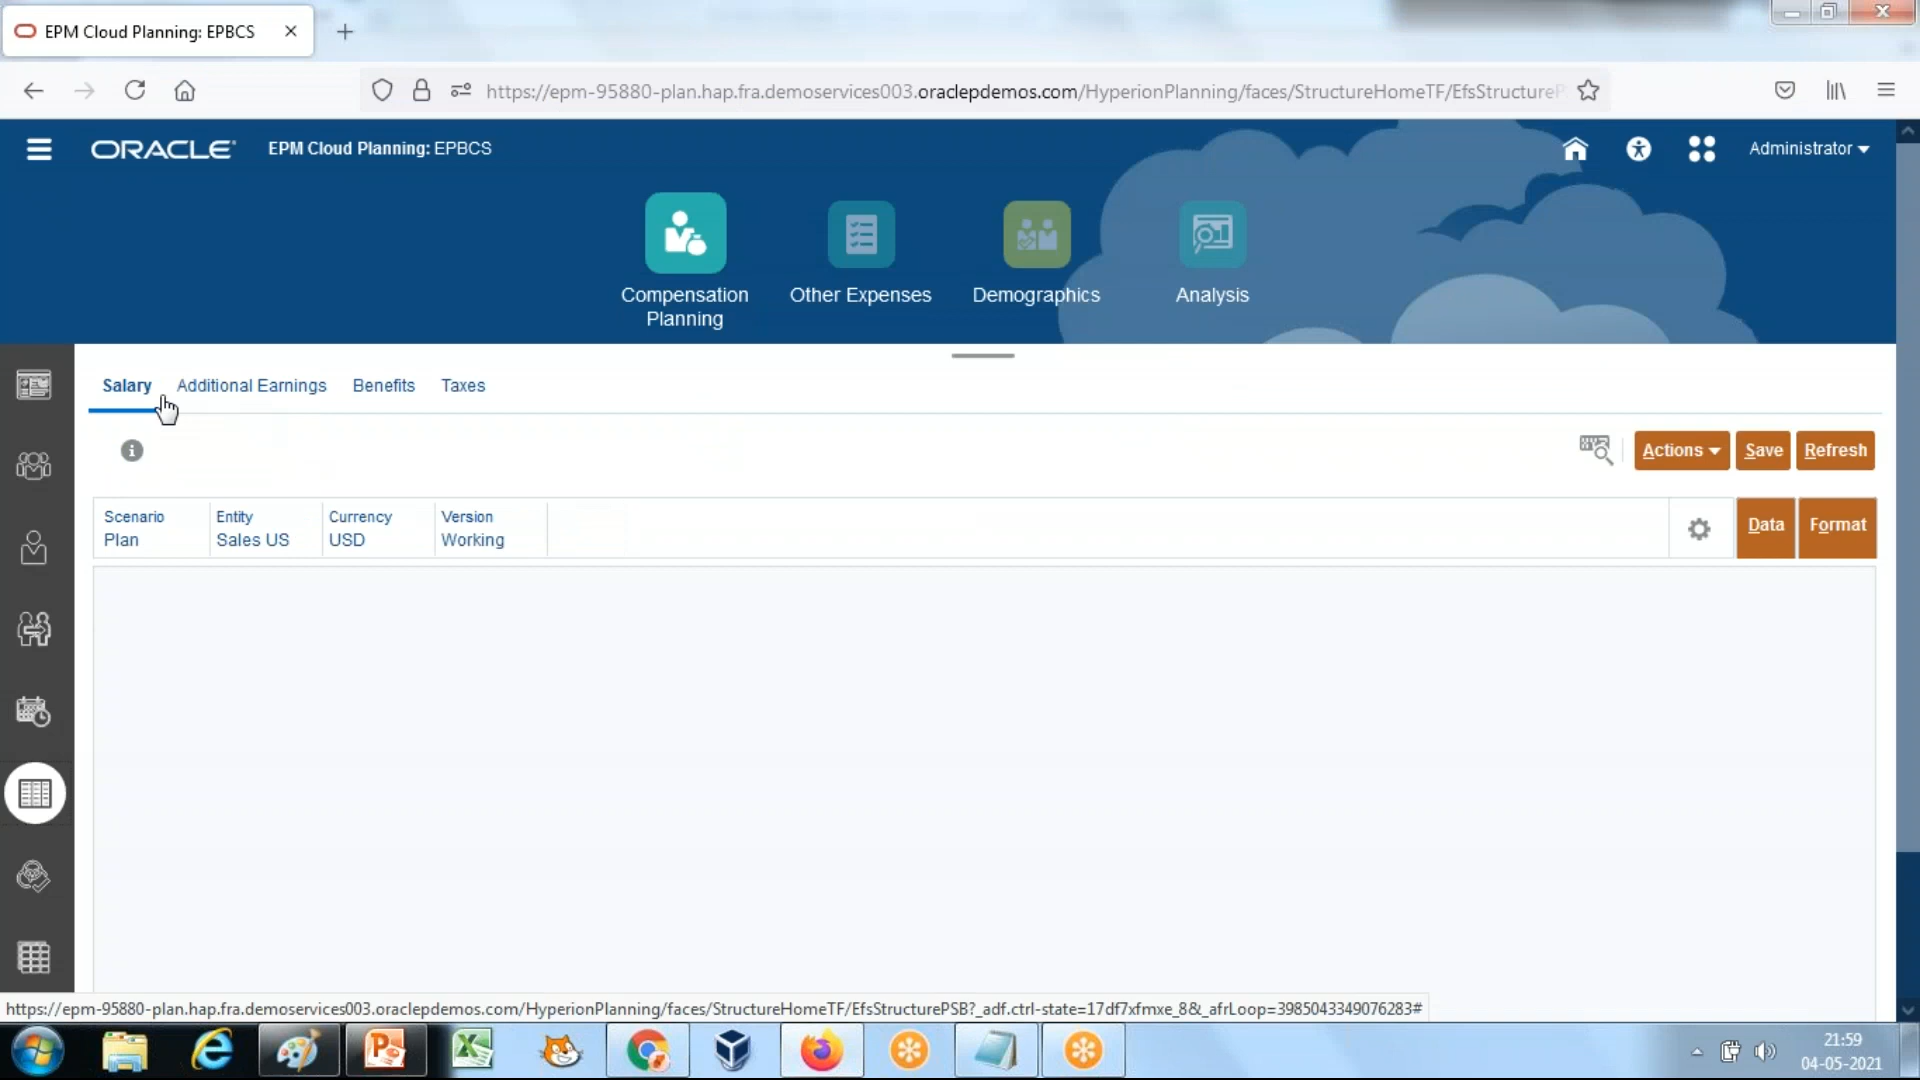 EPM Cloud Planning: EPBCS
https://epm-95880-plan.hap.fra.demoservices003.oraclepdemos.com/HyperionPlanning/faces/StructureHomeTF/EfsStructureP
ORACLE EPM Cloud Planning: EPBCS Administrator
Compensation
Planning
Other Expenses
Demographics
Analysis
Salary Additional Earnings Benefits Taxes
Actions Save Refresh
Scenario Entity Currency Version
Plan Sales US USD Working
Data Format
https://epm-95880-plan.hap.fra.demoservices003.oraclepdemos.com/HyperionPlanning/faces/StructureHomeTF/EfsStructurePSB?_adf.ctrl-state=17df7xfmxe_8&_afrLoop=3985043349076283#
21:59
04-05-2021